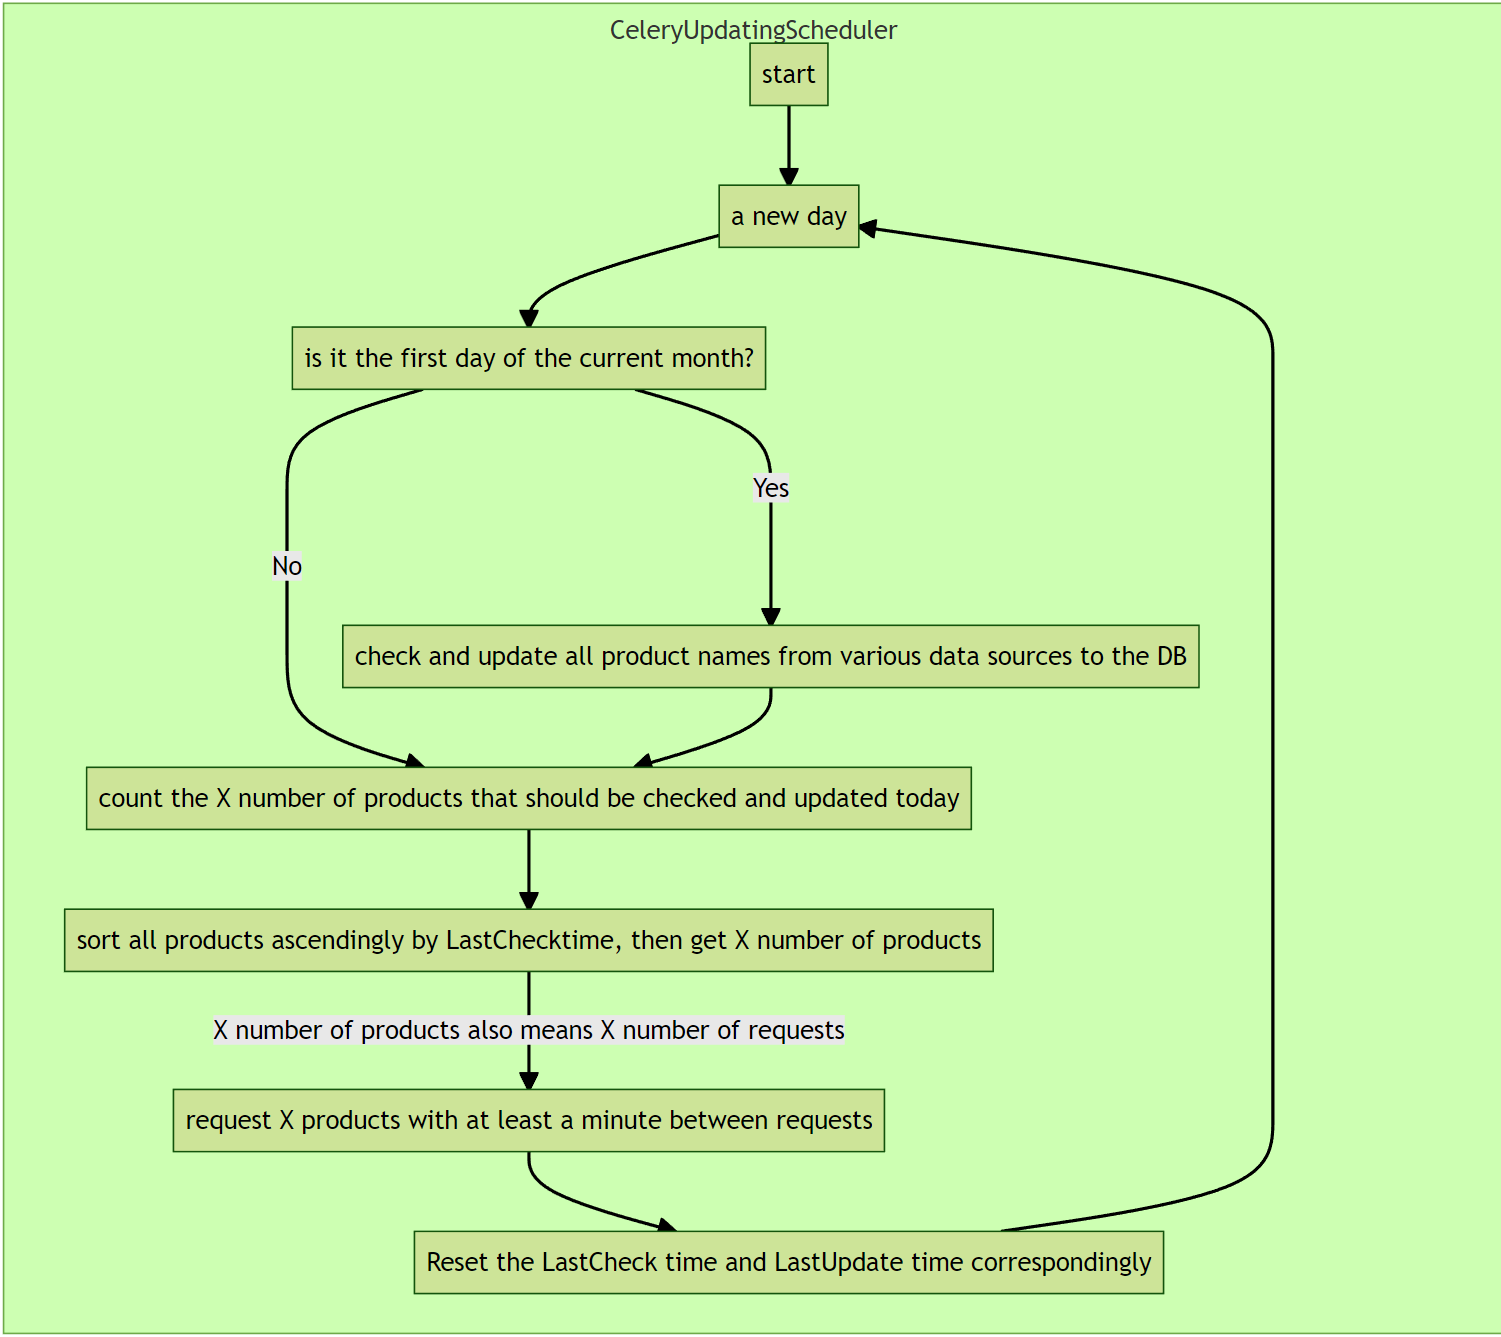 CeleryUpdatingScheduler
start
a new day
is it the first day of the current month?
Yes
No
check and update all product names from various data sources to the DB
count the X number of products that should be checked and updated today
sort all products ascendingly by LastChecktime, then get X number of products
X number of products also means X number of requests
request X products with at least a minute between requests
Reset the LastCheck time and LastUpdate time correspondingly